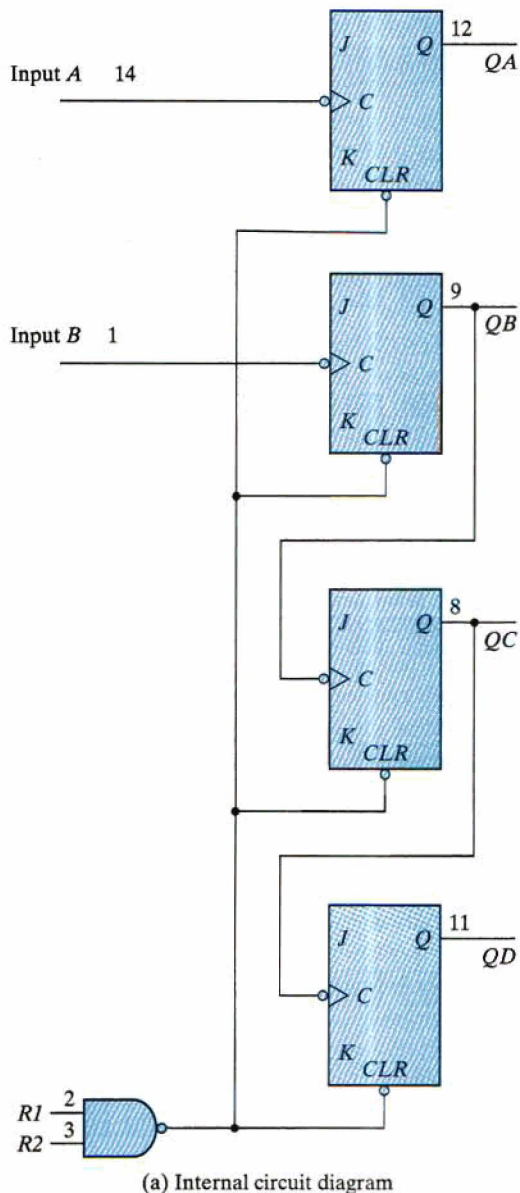 12
J Q
QA
Input A 14
C
K
CLR
9
J Q
QB
Input B 1
C
K
CLR
8
J Q
QC
C
K
CLR
11
J Q
QD
C
K
CLR
R1 2
R2 3
(a) Internal circuit diagram